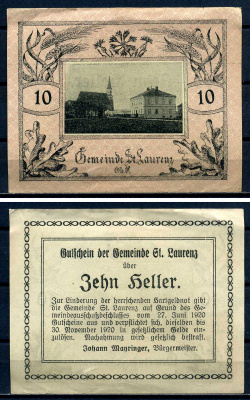 10
10
Gemeinde St. Laurenz
Gutschein der Gemeinde St. Laurenz
über
Zehn Heller.
Zur Linderung der herrschenden Hartgeldnot gibt
die Gemeinde St. Laurenz auf Grund des Ge-
meindeausschußbeschlusses vom 27. Juni 1920
Gutscheine aus und verpflichtet sich, dieselben bis
30. November 1920 in gesetzlichem Gelde ein-
zulösen. Nachahmung wird gesetzlich bestraft.
Johann Mayringer, Bürgermeister.